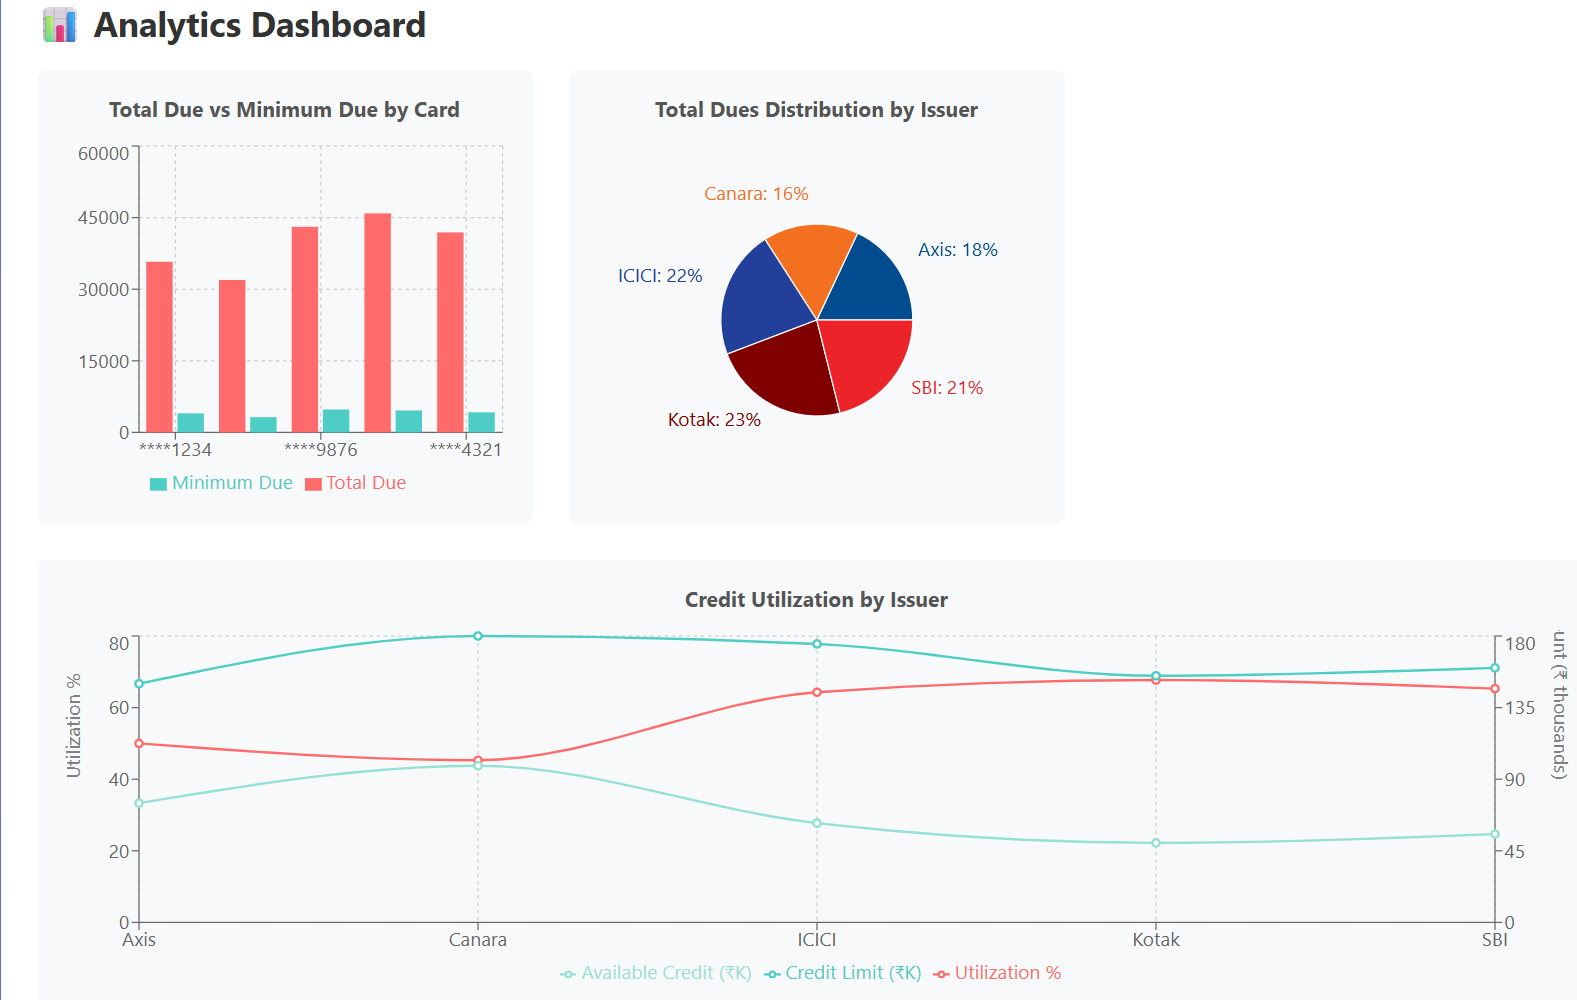 Analytics Dashboard
Total Due vs Minimum Due by Card
60000
45000
30000
15000
0
****1234 ****9876 ****4321
Minimum Due Total Due
Total Dues Distribution by Issuer
Canara: 16%
Axis: 18%
ICICI: 22%
SBI: 21%
Kotak: 23%
Credit Utilization by Issuer
Utilization %
80
60
40
20
0
180
135
90
45
0
(₹ thousands)
Axis Canara ICICI Kotak SBI
Available Credit (₹K) Credit Limit (₹K) Utilization %